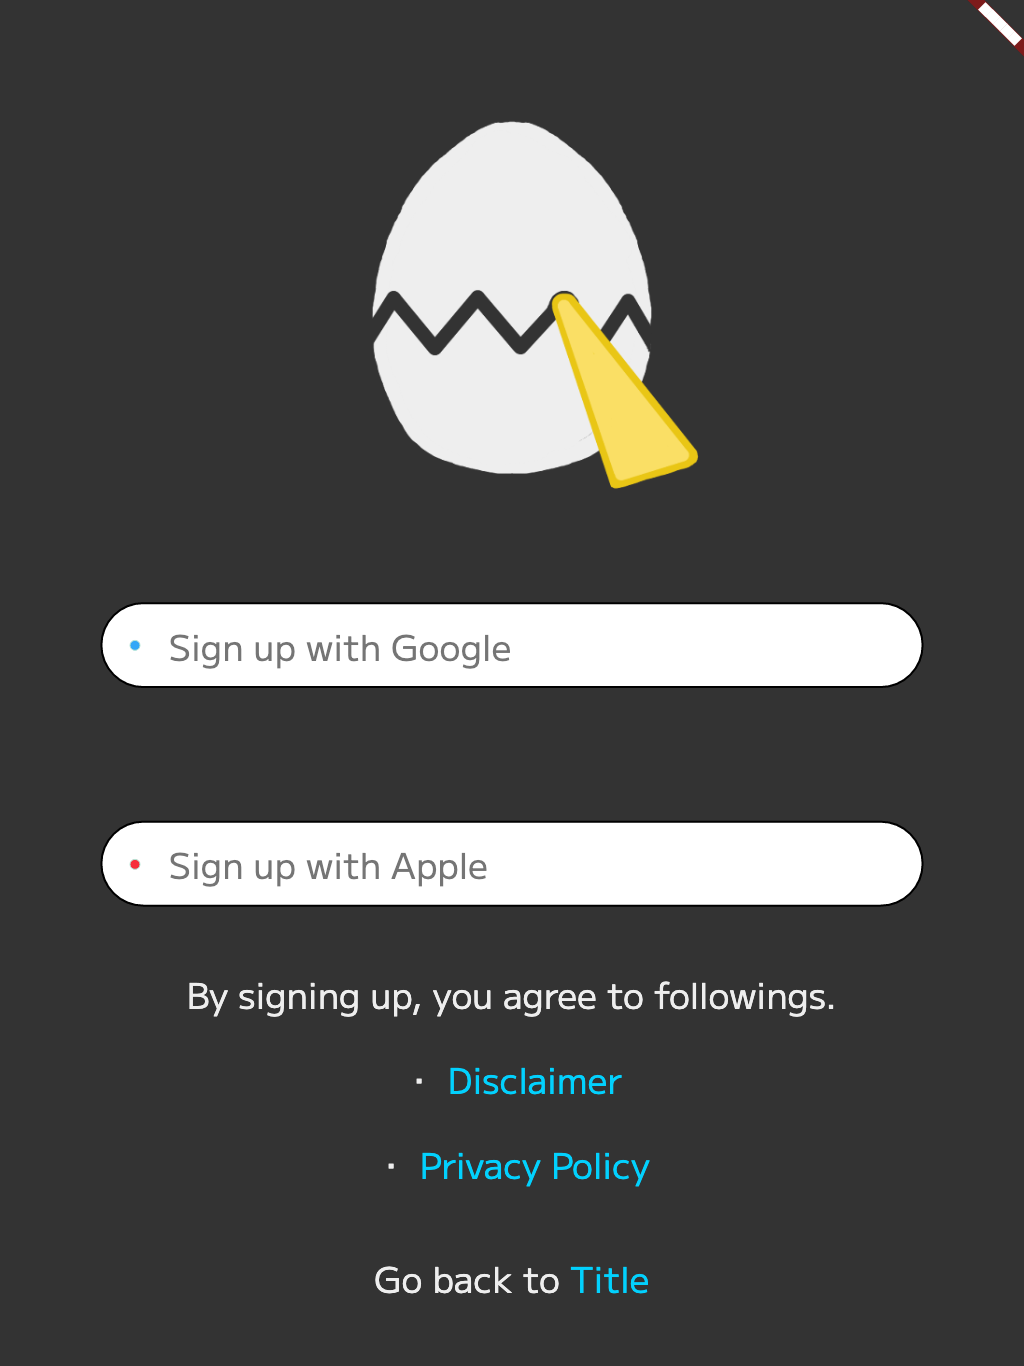 Sign up with Google
Sign up with Apple
By signing up, you agree to followings.
· Disclaimer
· Privacy Policy
Go back to Title